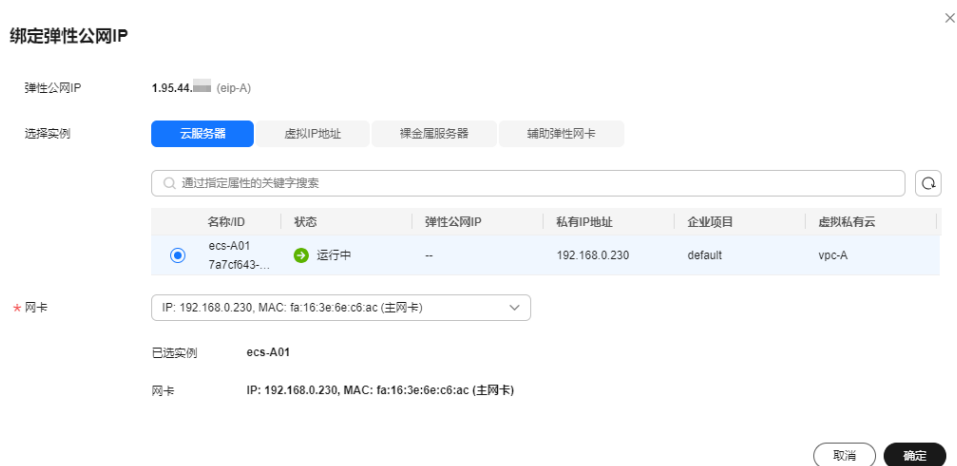 绑定弹性公网IP
弹性公网IP 1.95.44. (eip-A)
选择实例 云服务器 虚拟IP地址 裸金属服务器 辅助弹性网卡
通过指定属性的关键字搜索
名称/ID 状态 弹性公网IP 私有IP地址 企业项目 虚拟私有云
ecs-A01
7a7cf643-... 运行中 -- 192.168.0.230 default vpc-A
* 网卡 IP: 192.168.0.230, MAC: fa:16:3e:6e:c6:ac (主网卡)
已选实例 ecs-A01
网卡 IP: 192.168.0.230, MAC: fa:16:3e:6e:c6:ac (主网卡)
取消 确定